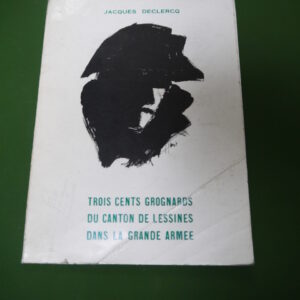 JACQUES DECLERCQ
TROIS CENTS GROGNARDS
DU CANTON DE LESSINES
DANS LA GRANDE ARMEE